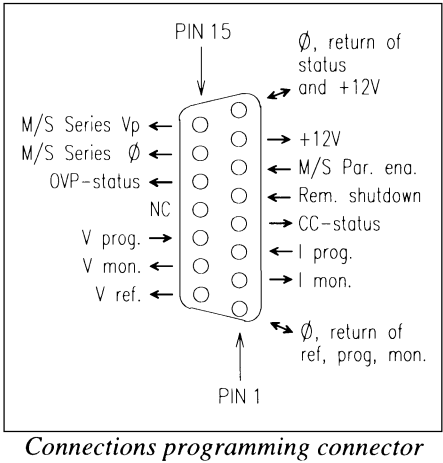 PIN 15
Ø, return of
status
and +12V
M/S Series Vp
M/S Series Ø
OVP-status
NC
V prog.
V mon.
V ref.
+12V
M/S Par. ena.
Rem. shutdown
CC-status
I prog.
I mon.
Ø, return of
ref, prog, mon.
PIN 1
Connections programming connector